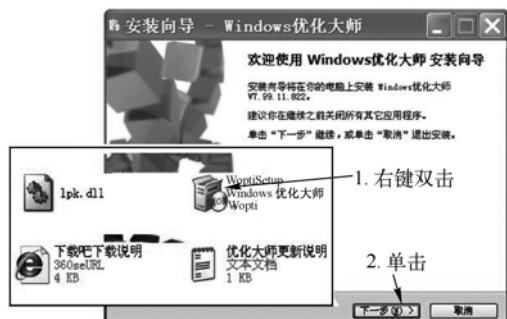 安装向导 - Windows优化大师
欢迎使用 Windows优化大师 安装向导
安装向导将在你的电脑上安装 Windows优化大师
V7.99.11.822。
建议你在继续之前关闭所有其它应用程序。
单击“下一步”继续，或单击“取消”退出安装。
lpk.dll
WoptiSetup
Windows 优化大师
Wopti
1. 右键双击
下载吧下载说明
360seURL
4 KB
优化大师更新说明
文本文档
1 KB
2. 单击
下一步(N) >
取消